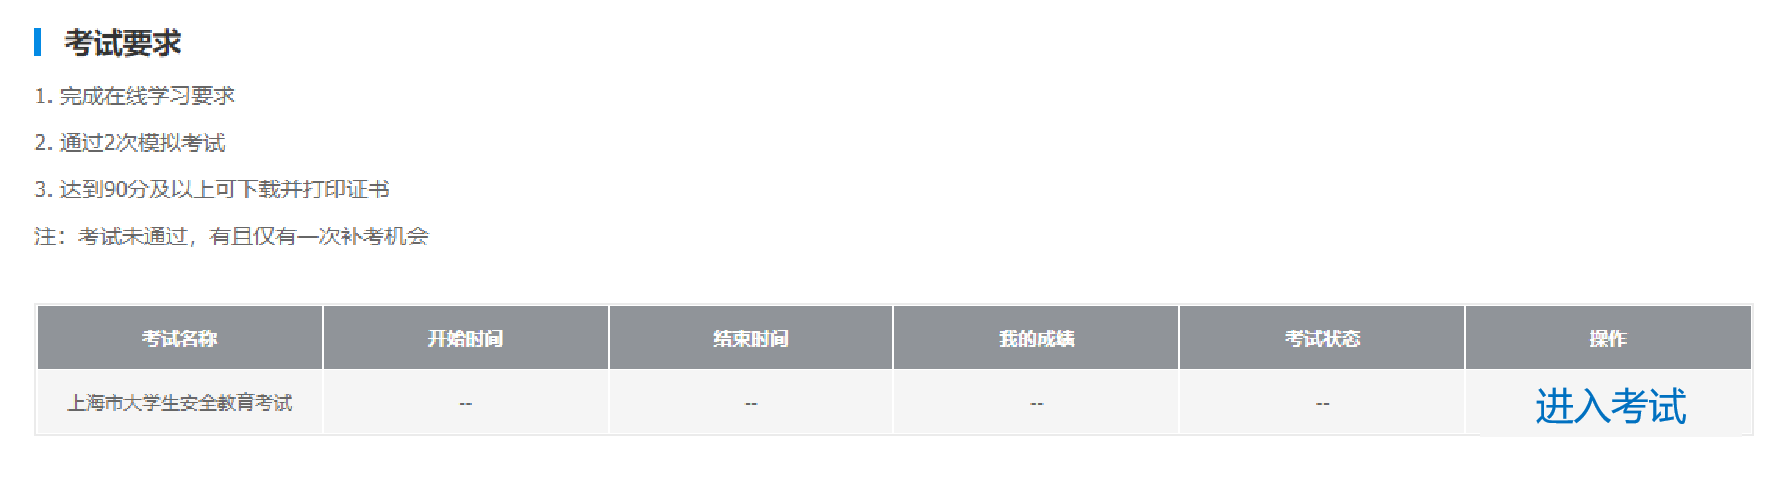 考试要求
1. 完成在线学习要求
2. 通过2次模拟考试
3. 达到90分及以上可下载并打印证书
注：考试未通过，有且仅有一次补考机会
考试名称 开始时间 结束时间 我的成绩 考试状态 操作
上海市大学生安全教育考试 -- -- -- -- 进入考试